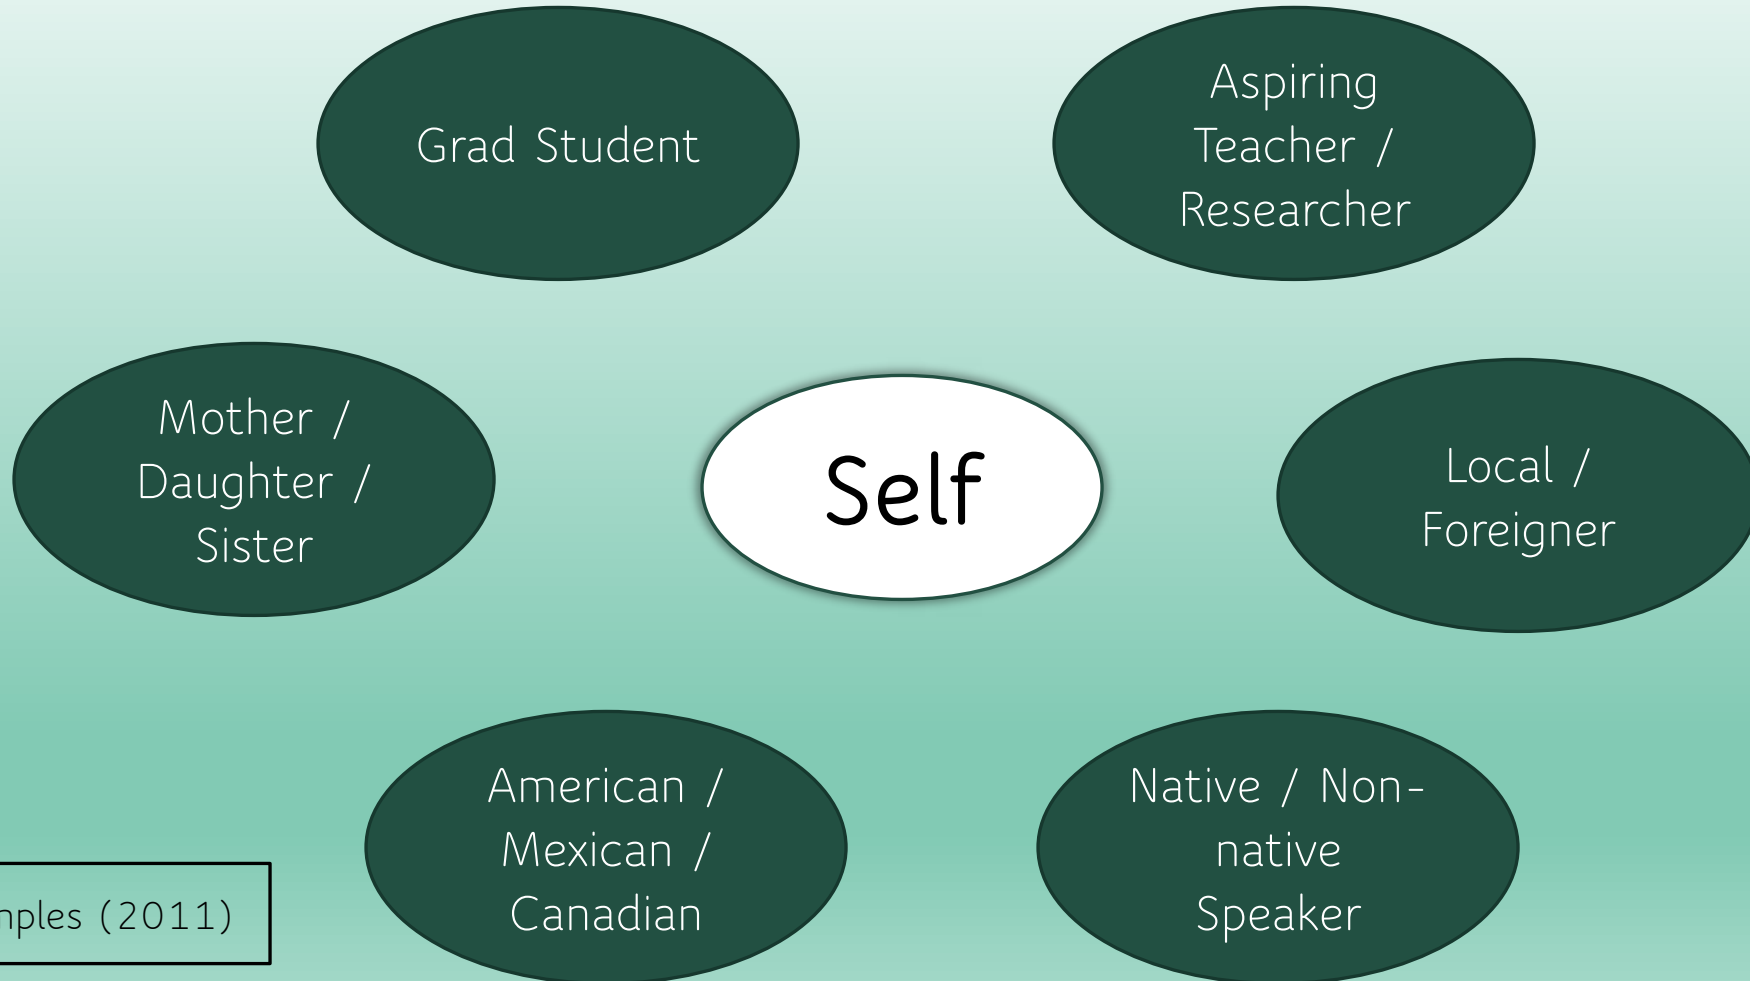 Grad Student
Aspiring
Teacher /
Researcher
Mother /
Daughter /
Sister
Self
Local /
Foreigner
American /
Mexican /
Canadian
Native / Non-
native
Speaker
(2011)